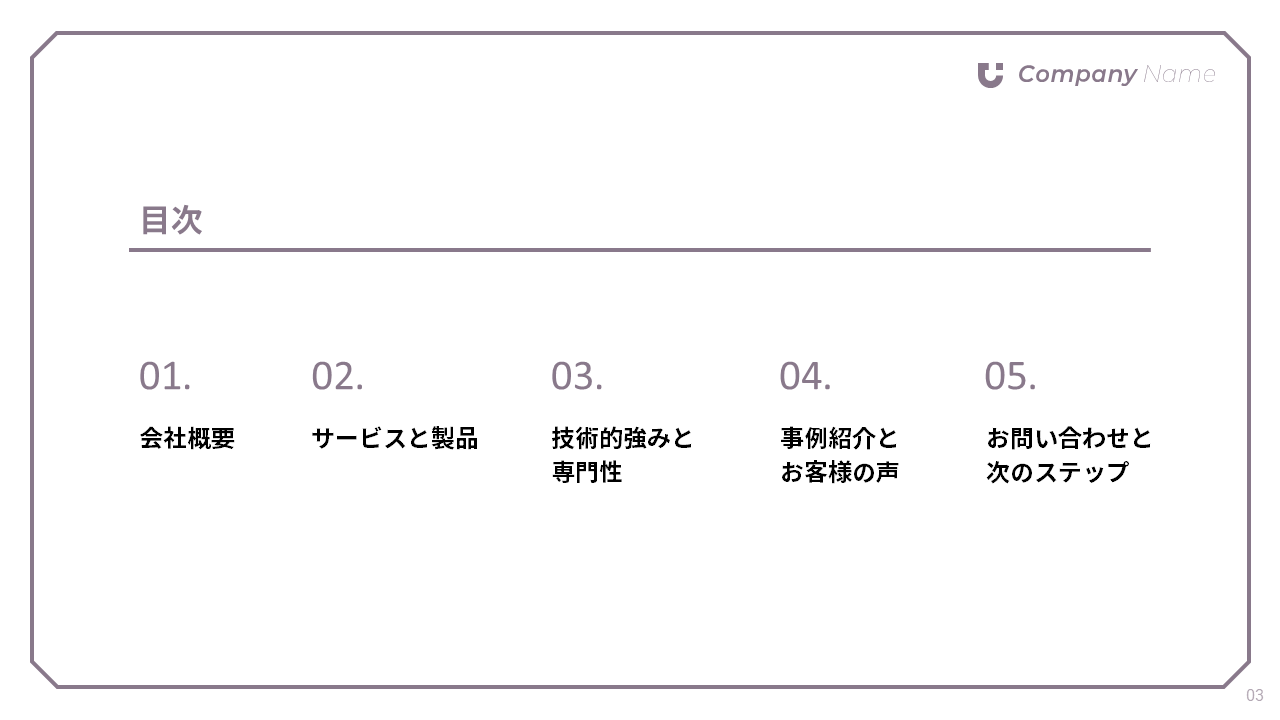 Company Name
目次
01.
会社概要
02.
サービスと製品
03.
技術的強みと
専門性
04.
事例紹介と
お客様の声
05.
お問い合わせと
次のステップ
03